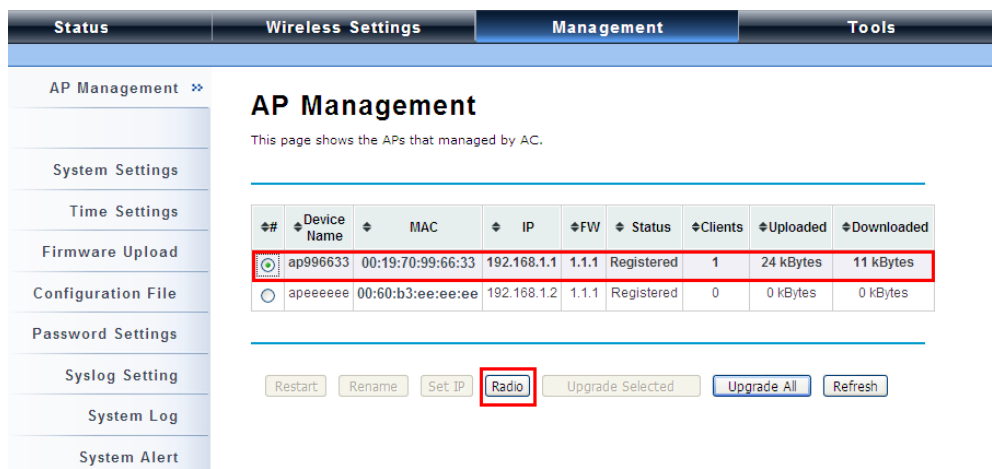 Status Wireless Settings Management Tools
AP Management »
AP Management
This page shows the APs that managed by AC.
System Settings
Time Settings
Firmware Upload
Configuration File
Password Settings
Syslog Setting
System Log
System Alert
# Device Name MAC IP FW Status Clients Uploaded Downloaded
ap996633 00:19:70:99:66:33 192.168.1.1 1.1.1 Registered 1 24 kBytes 11 kBytes
apeeeeee 00:60:b3:ee:ee:ee 192.168.1.2 1.1.1 Registered 0 0 kBytes 0 kBytes
Restart Rename Set IP Radio Upgrade Selected Upgrade All Refresh